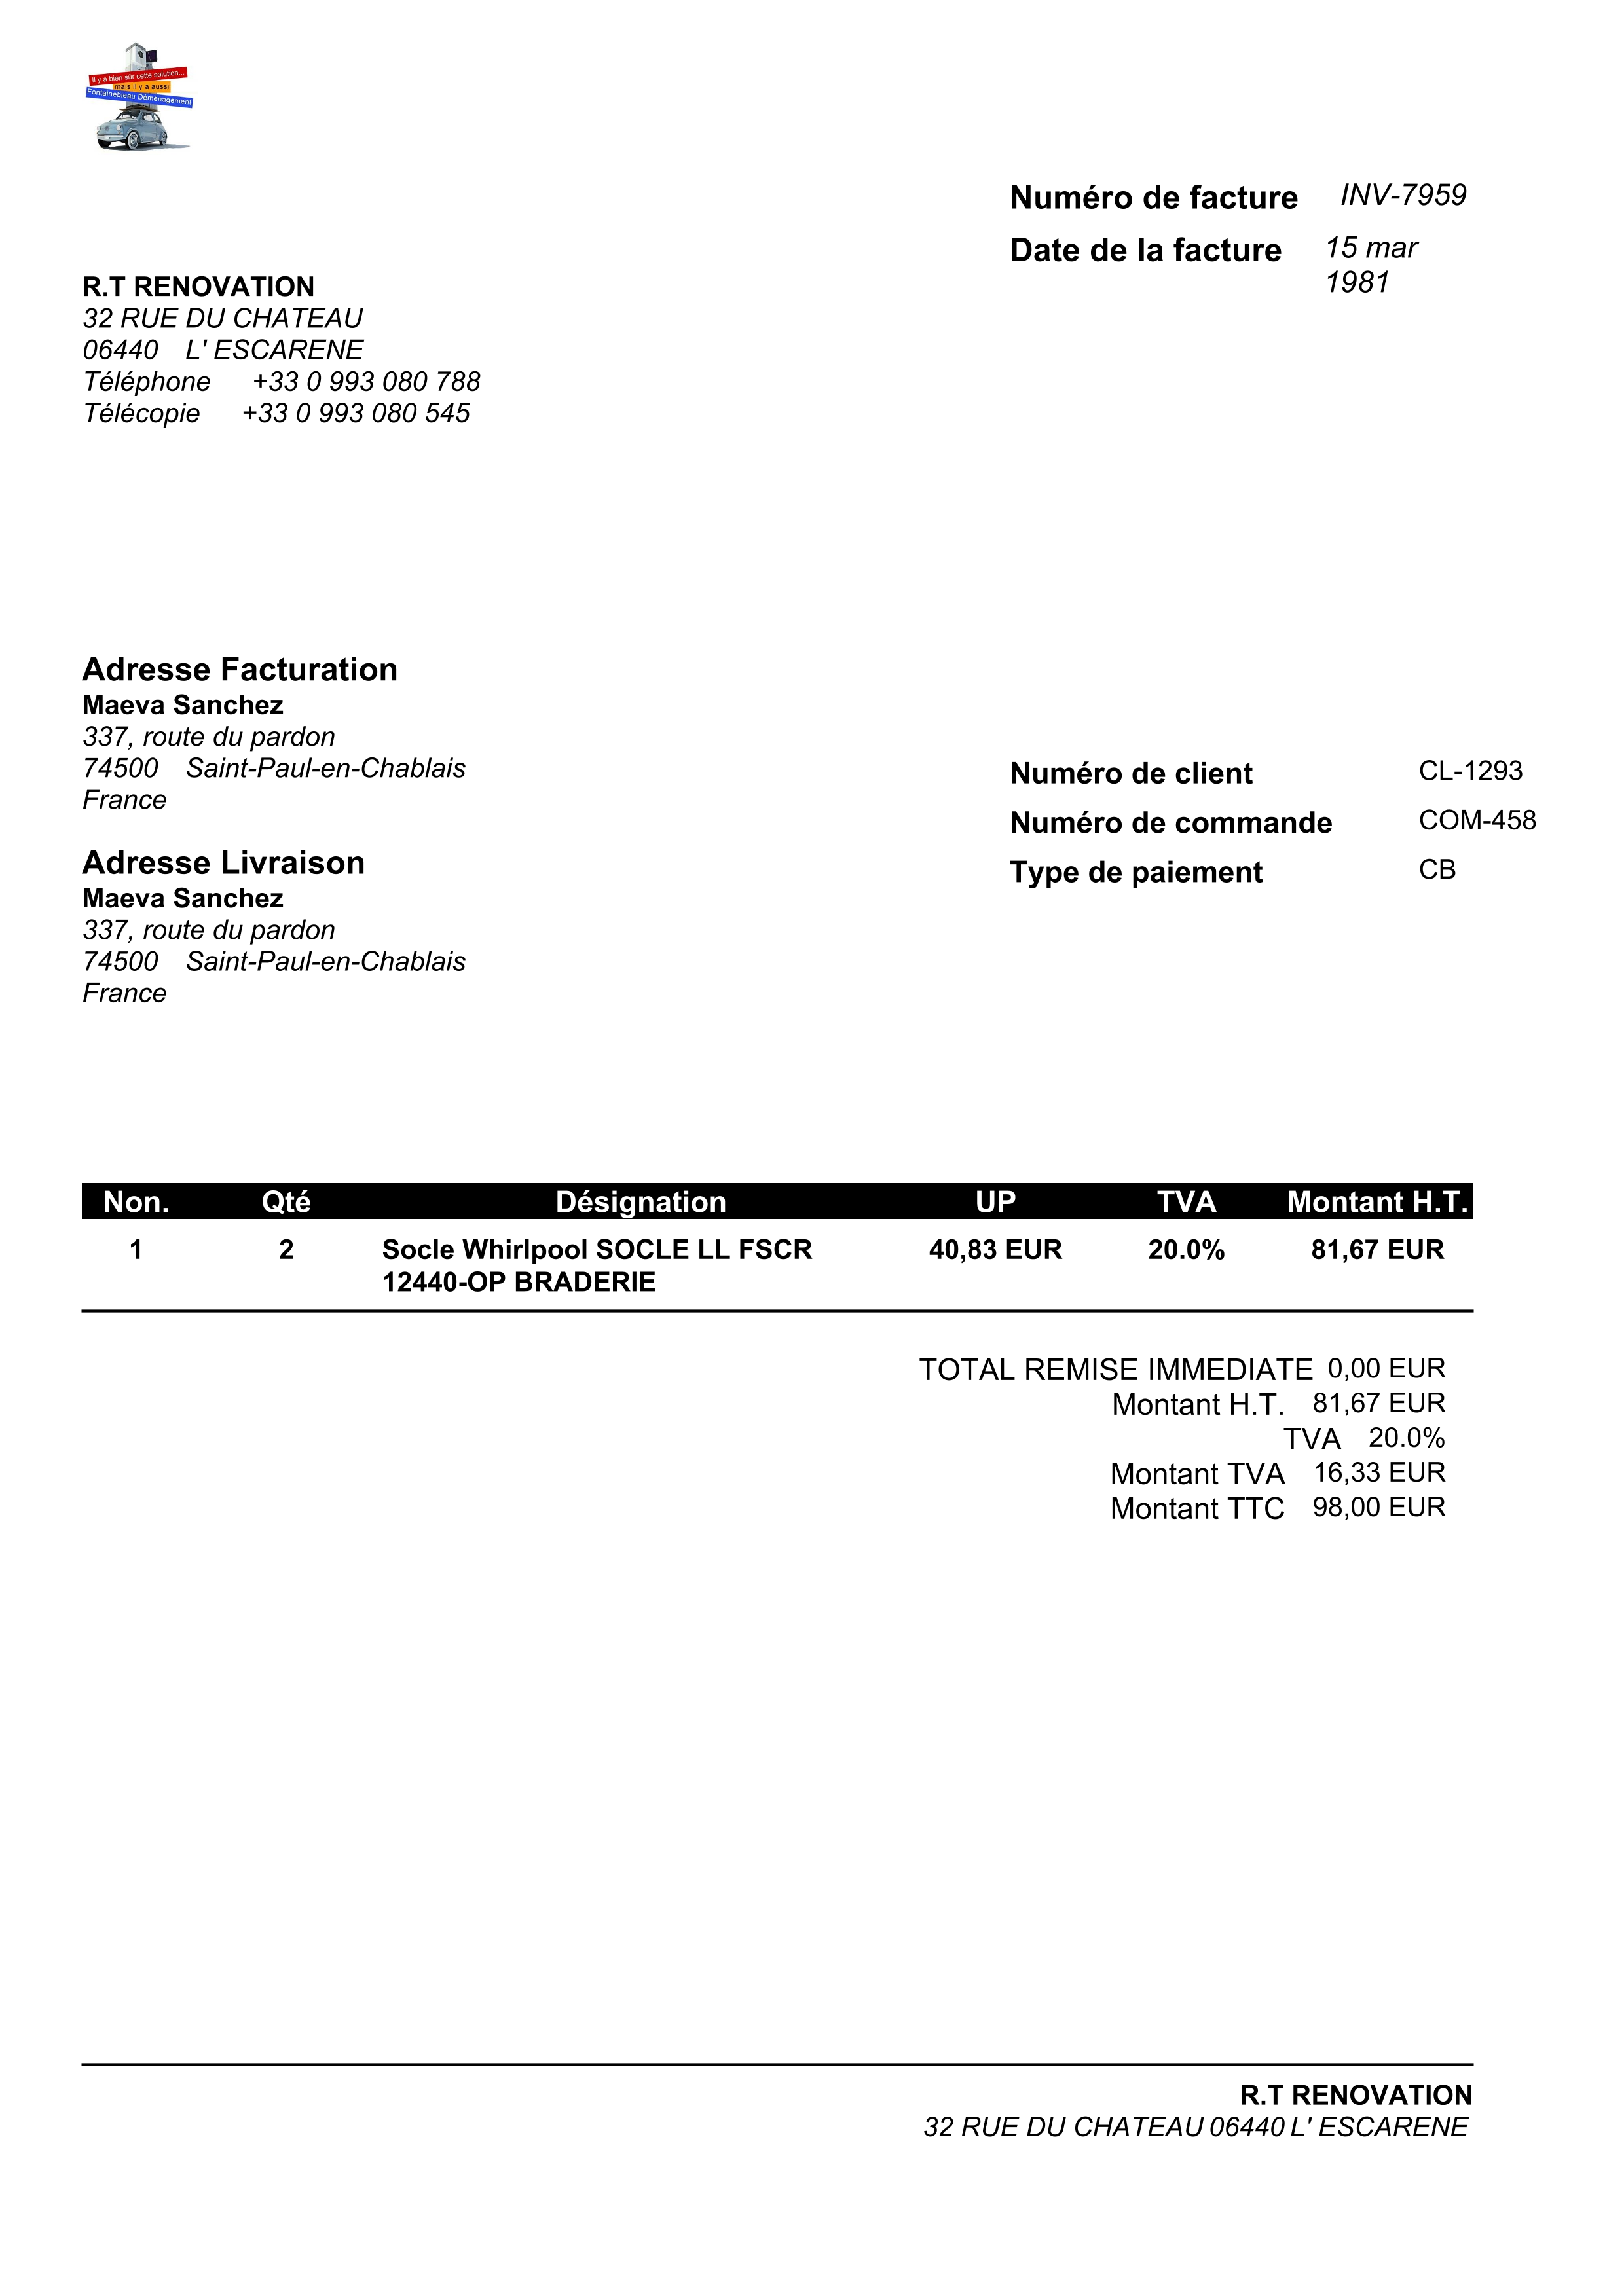 Il y a bien sûr cette solution...
mais il y a aussi
Fontainebleau Déménagement
Numéro de facture INV-7959
Date de la facture 15 mar
1981
R.T RENOVATION
32 RUE DU CHATEAU
06440 L' ESCARENE
Téléphone +33 0 993 080 788
Télécopie +33 0 993 080 545
Adresse Facturation
Maeva Sanchez
337, route du pardon
74500 Saint-Paul-en-Chablais
France
Numéro de client CL-1293
Numéro de commande COM-458
Type de paiement CB
Adresse Livraison
Maeva Sanchez
337, route du pardon
74500 Saint-Paul-en-Chablais
France
Non. Qté Désignation UP TVA Montant H.T.
1 2 Socle Whirlpool SOCLE LL FSCR 40,83 EUR 20.0% 81,67 EUR
12440-OP BRADERIE
TOTAL REMISE IMMEDIATE 0,00 EUR
Montant H.T. 81,67 EUR
TVA 20.0%
Montant TVA 16,33 EUR
Montant TTC 98,00 EUR
R.T RENOVATION
32 RUE DU CHATEAU 06440 L' ESCARENE